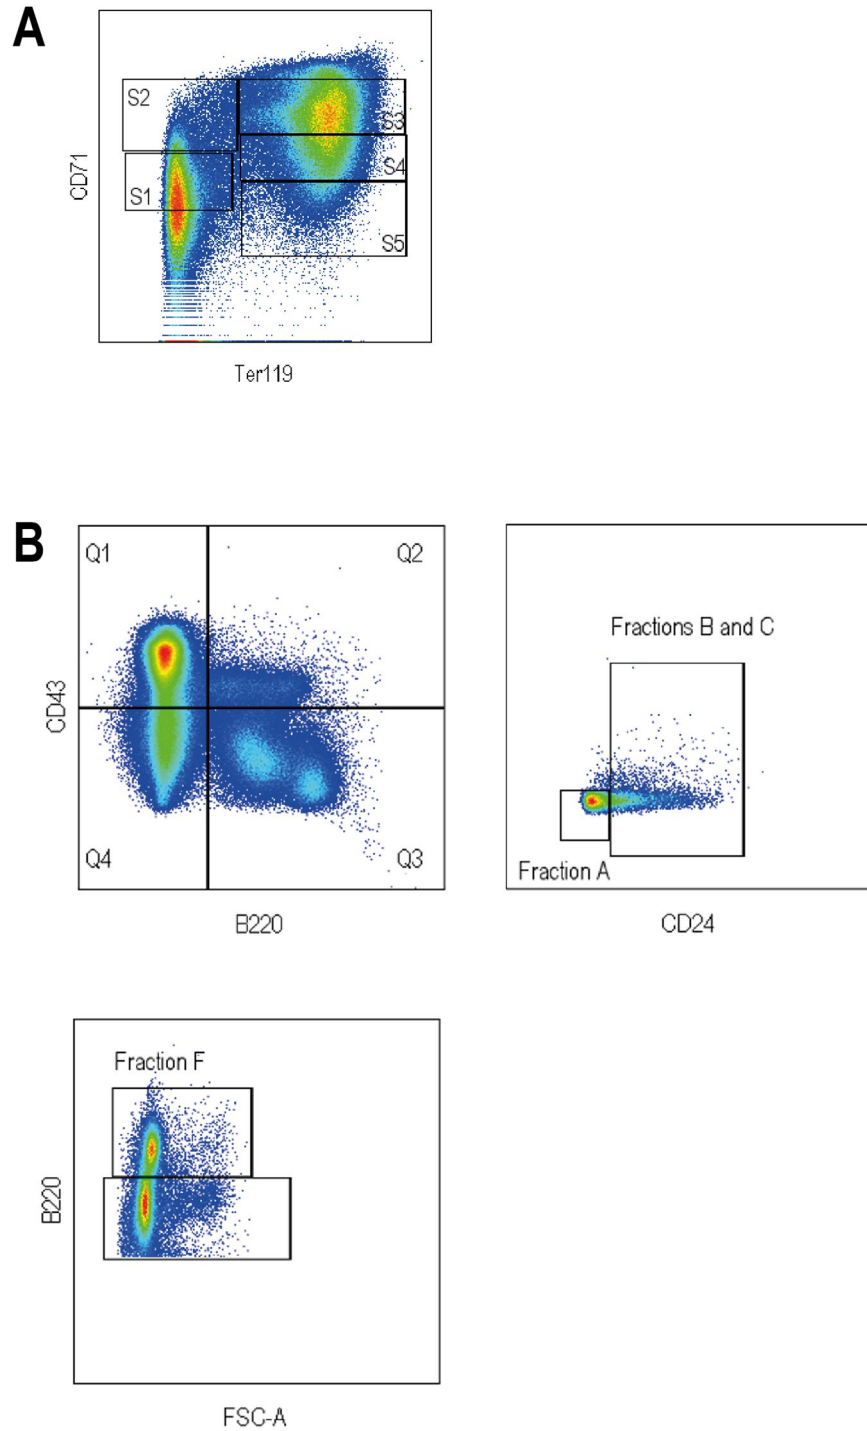 A
S2
S3
CD71
S4
S1
S5
Ter119
B
Q1
Q2
Fractions B and C
CD43
Q4
Q3
Fraction A
B220
CD24
Fraction F
B220
FSC-A